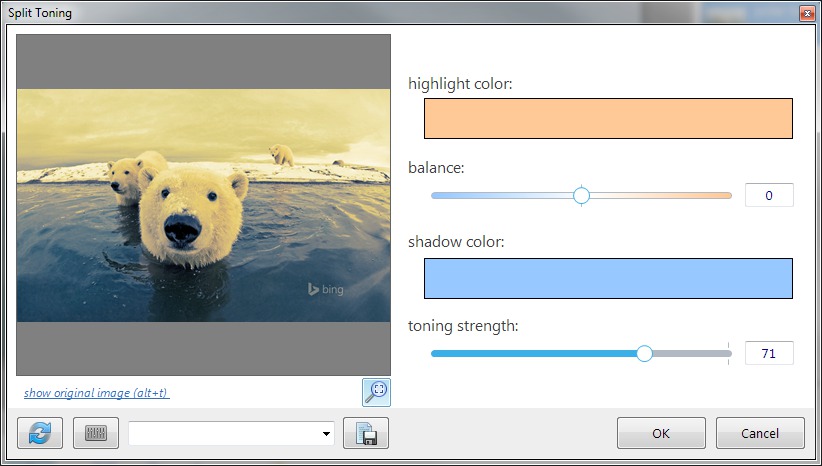 Split Toning
bing
show original image (alt+t)
highlight color:
balance:
0
shadow color:
toning strength:
71
OK
Cancel